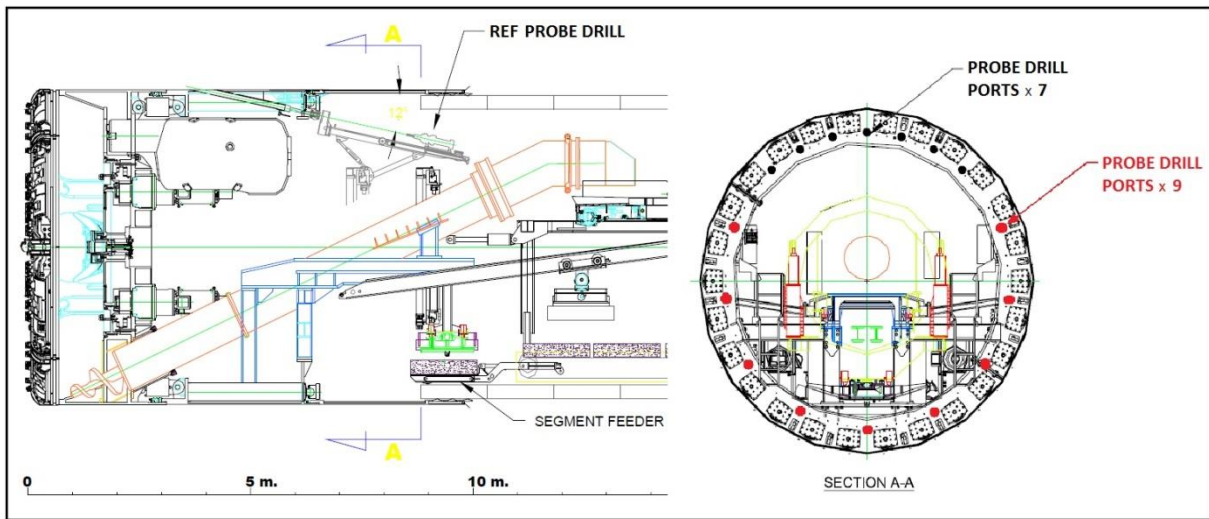 A
REF PROBE DRILL
12°
SEGMENT FEEDER
A
0
5 m.
10 m.
PROBE DRILL
PORTS x 7
PROBE DRILL
PORTS x 9
SECTION A-A